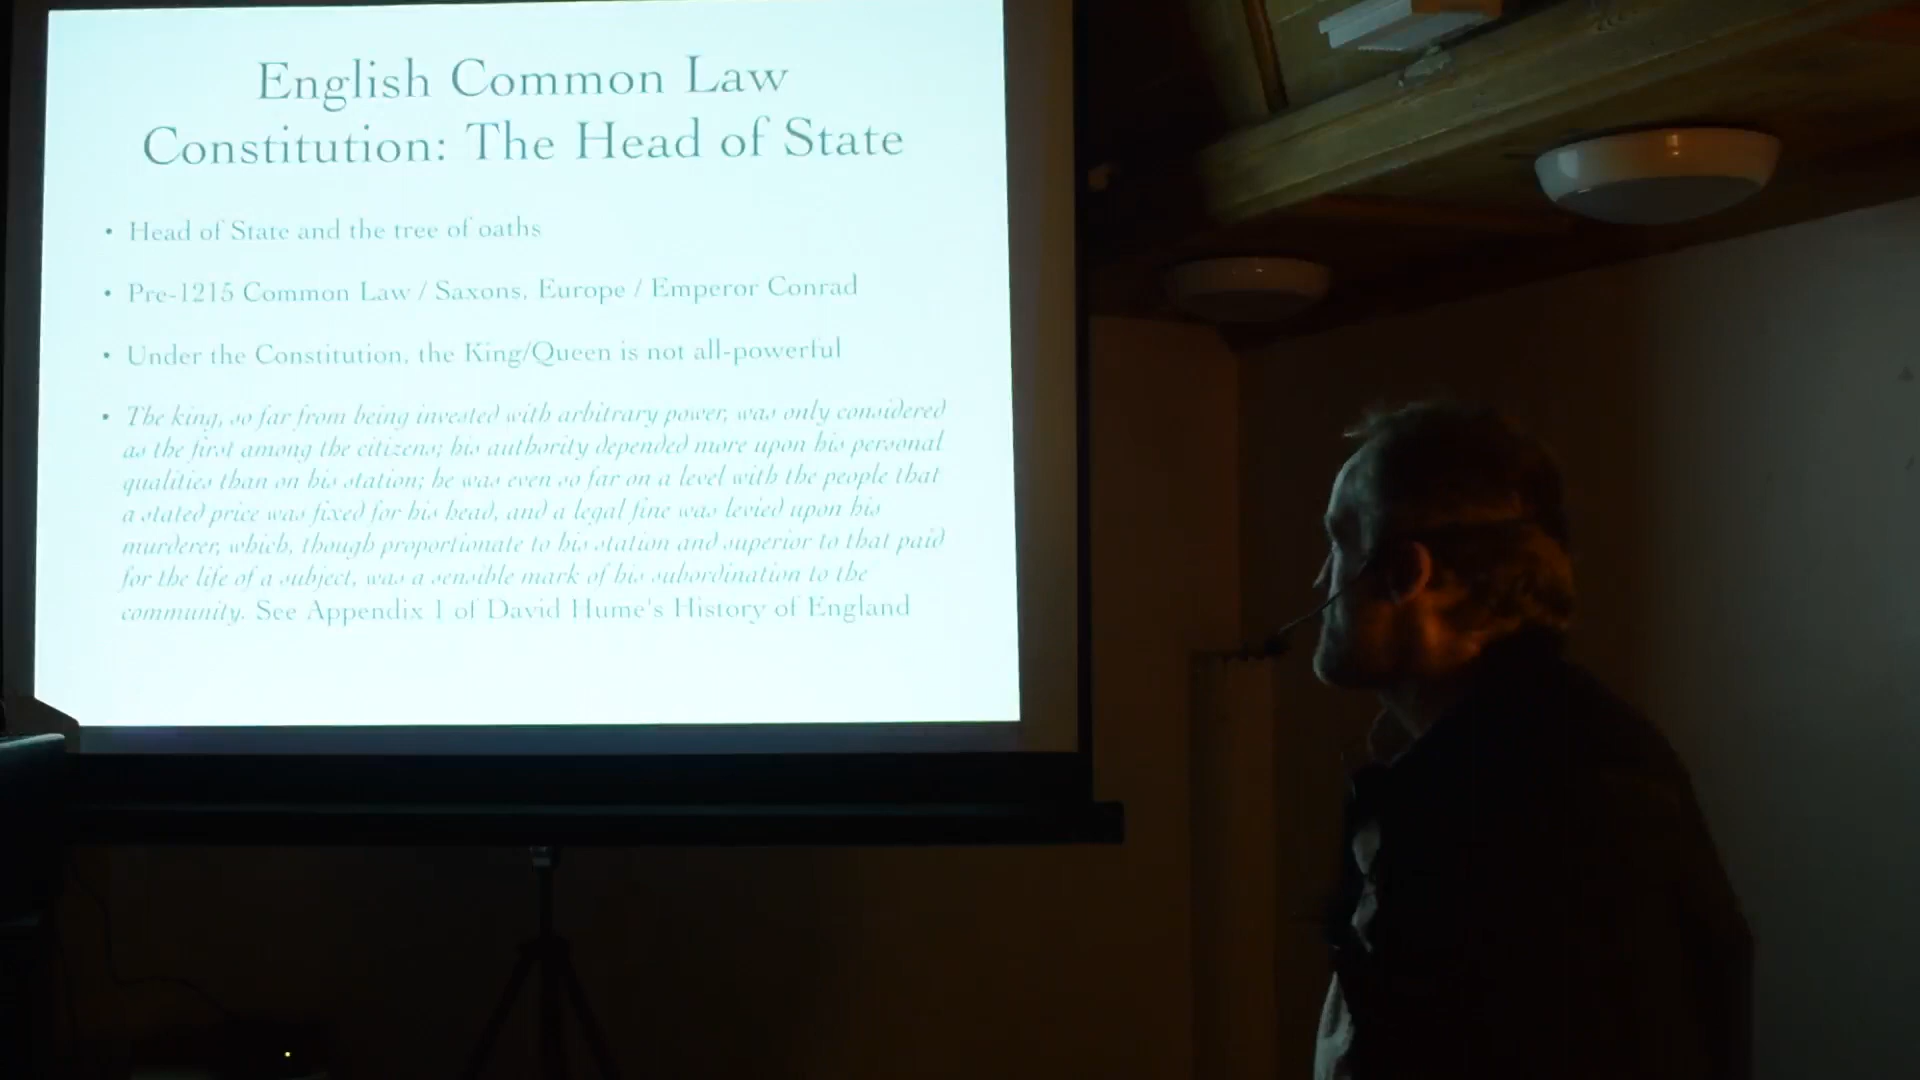 English Common Law
Constitution: The Head of State
• Head of State and the tree of oaths
• Pre-1215 Common Law / Saxons, Europe / Emperor Conrad
• Under the Constitution, the King/Queen is not all-powerful
• The king, so far from being invested with arbitrary power, was only considered
as the first among the citizens; his authority depended more upon his personal
qualities than on his station; he was even so far on a level with the people that
a stated price was fixed for his head, and a legal fine was levied upon his
murderer, which, though proportionate to his station and superior to that paid
for the life of a subject, was a sensible mark of his subordination to the
community. See Appendix 1 of David Hume's History of England